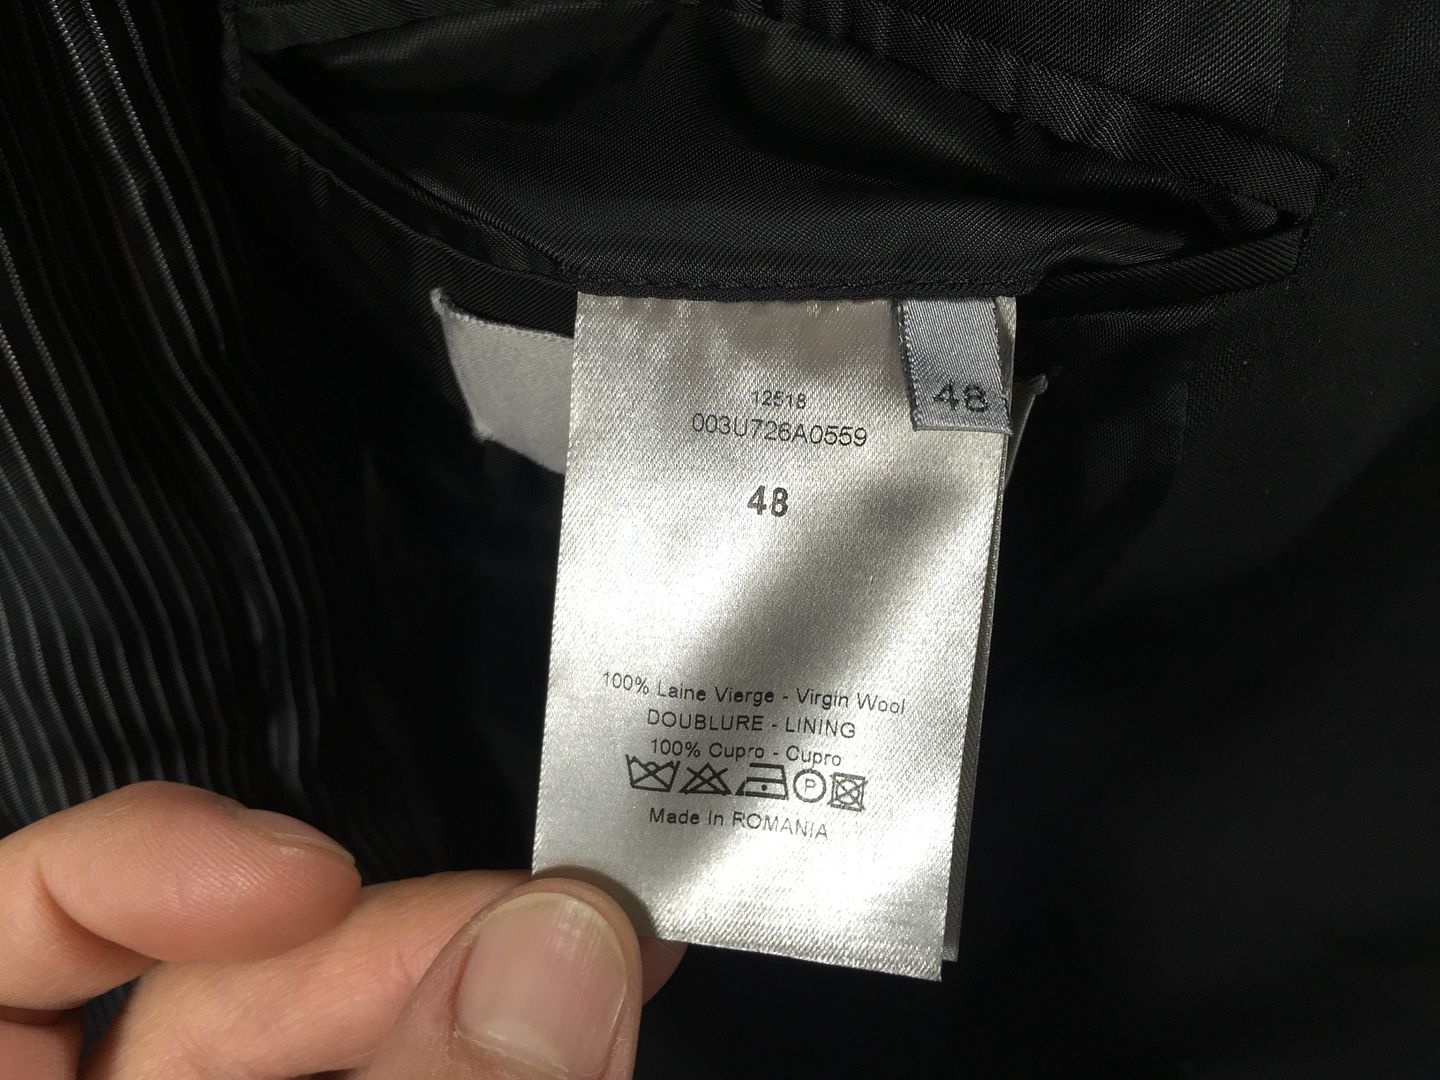 48
12518
003U726A0559
48
100% Laine Vierge - Virgin Wool
DOUBLURE - LINING
100% Cupro - Cupro
P
Made In ROMANIA